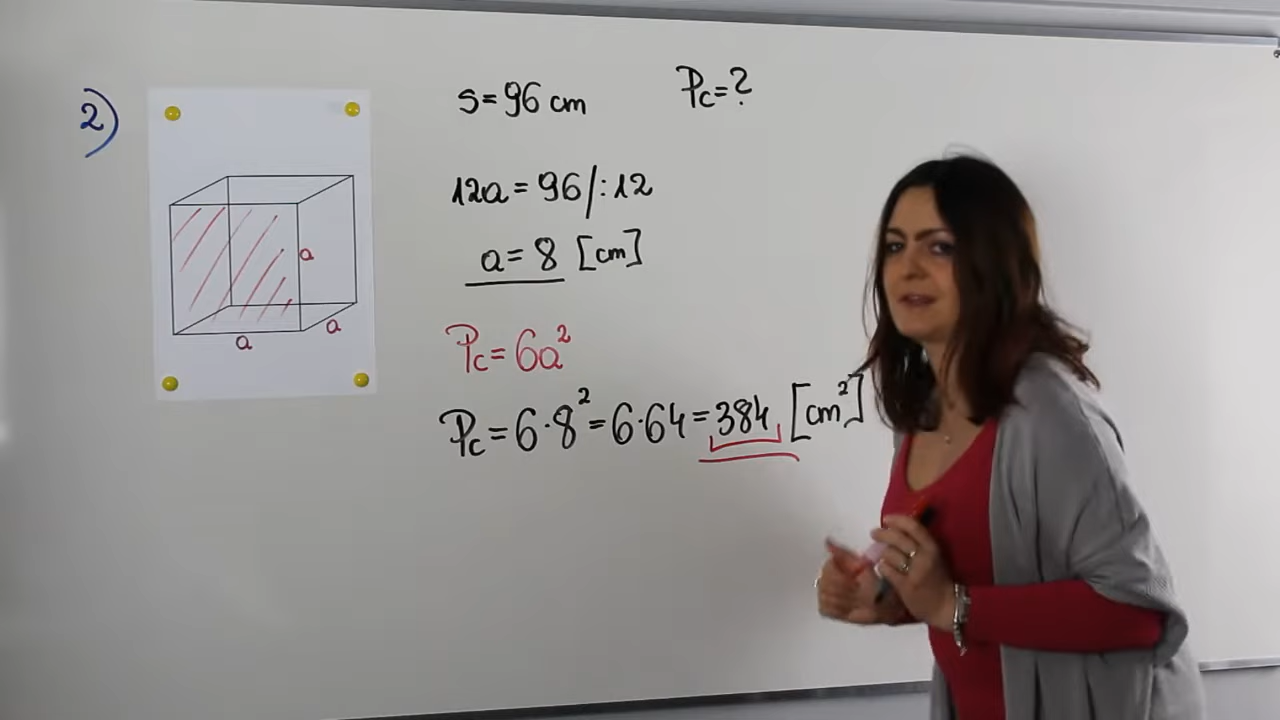 2)
s=96 cm
Pc=?
12a=96/:12
a=8 [cm]
a
a
a
Pc=6a²
Pc=6·8²=6·64=384 [cm²]